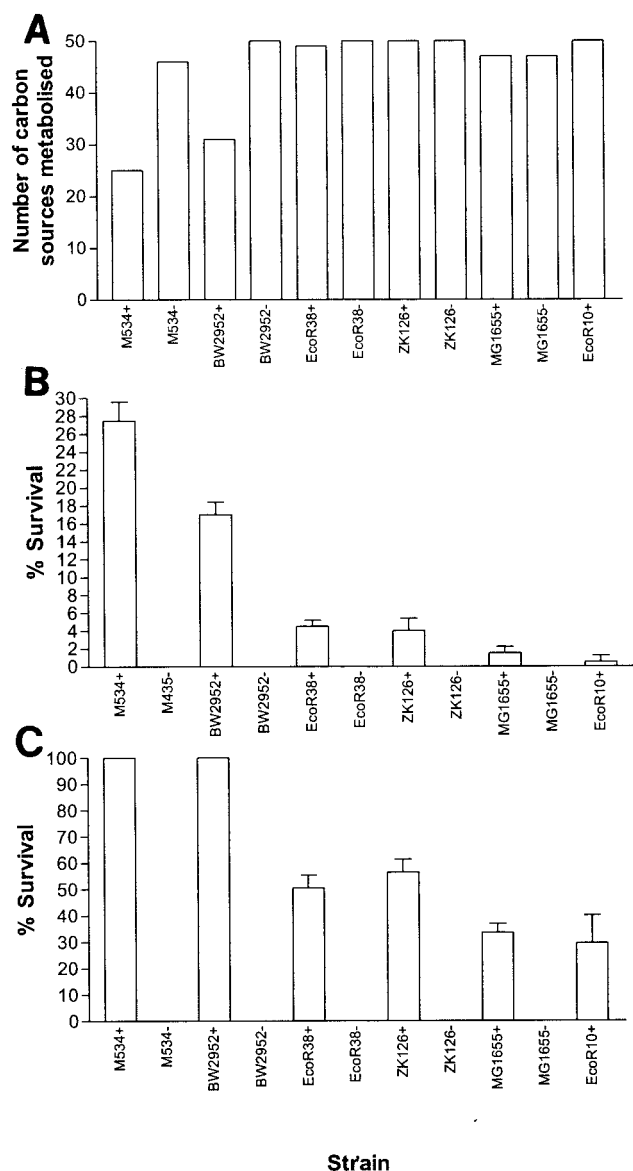 A
Number of carbon
sources metabolised
50
40
30
20
10
0
M534+
M534-
BW2952+
BW2952-
EcoR38+
EcoR38-
ZK126+
ZK126-
MG1655+
MG1655-
EcoR10+
B
% Survival
30
28
26
24
22
20
18
16
14
12
10
8
6
4
2
0
M534+
M435-
BW2952+
BW2952-
EcoR38+
EcoR38-
ZK126+
ZK126-
MG1655+
MG1655-
EcoR10+
C
% Survival
100
90
80
70
60
50
40
30
20
10
0
M534+
M534-
BW2952+
BW2952-
EcoR38+
EcoR38-
ZK126+
ZK126-
MG1655+
MG1655-
EcoR10+
Strain